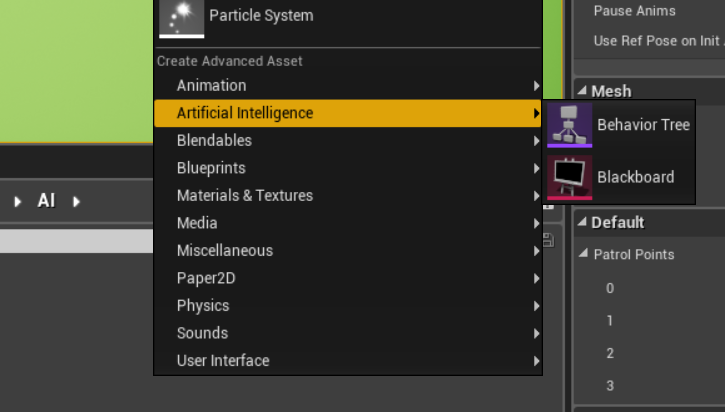 Particle System
Create Advanced Asset
Animation
Artificial Intelligence
Blendables
Blueprints
Materials & Textures
Media
Miscellaneous
Paper2D
Physics
Sounds
User Interface
Behavior Tree
Blackboard
AI
Pause Anims
Use Ref Pose on Init
Mesh
Default
Patrol Points
0
1
2
3